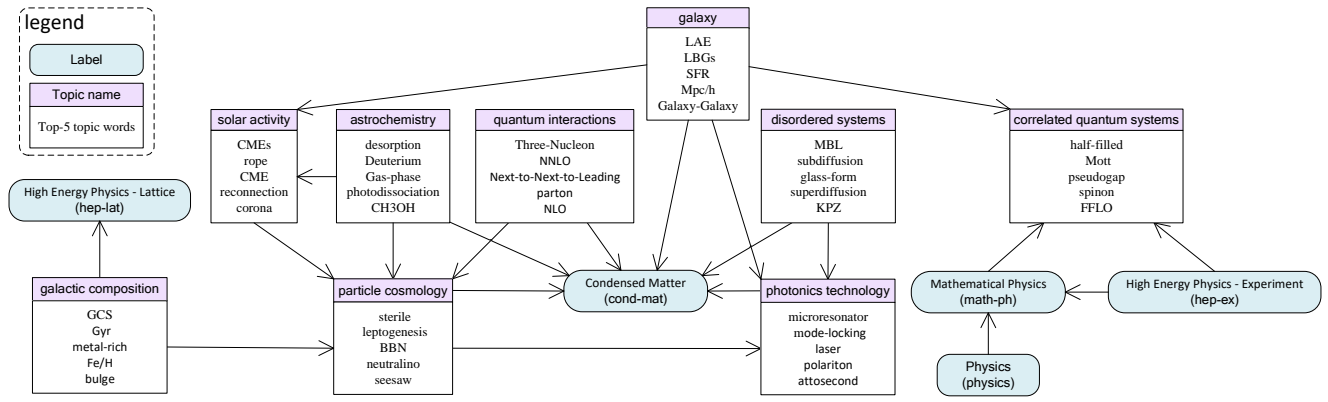 legend
Label
Topic name
Top-5 topic words
galaxy
LAE
LBGs
SFR
Mpc/h
Galaxy-Galaxy
solar activity
CMEs
rope
CME
reconnection
corona
astrochemistry
desorption
Deuterium
Gas-phase
photodissociation
CH3OH
quantum interactions
Three-Nucleon
NNLO
Next-to-Next-to-Leading
parton
NLO
disordered systems
MBL
subdiffusion
glass-form
superdiffusion
KPZ
correlated quantum systems
half-filled
Mott
pseudogap
spinon
FFLO
High Energy Physics - Lattice
(hep-lat)
galactic composition
GCS
Gyr
metal-rich
Fe/H
bulge
particle cosmology
sterile
leptogenesis
BBN
neutralino
seesaw
Condensed Matter
(cond-mat)
photonics technology
microresonator
mode-locking
laser
polariton
attosecond
Mathematical Physics
(math-ph)
High Energy Physics - Experiment
(hep-ex)
Physics
(physics)